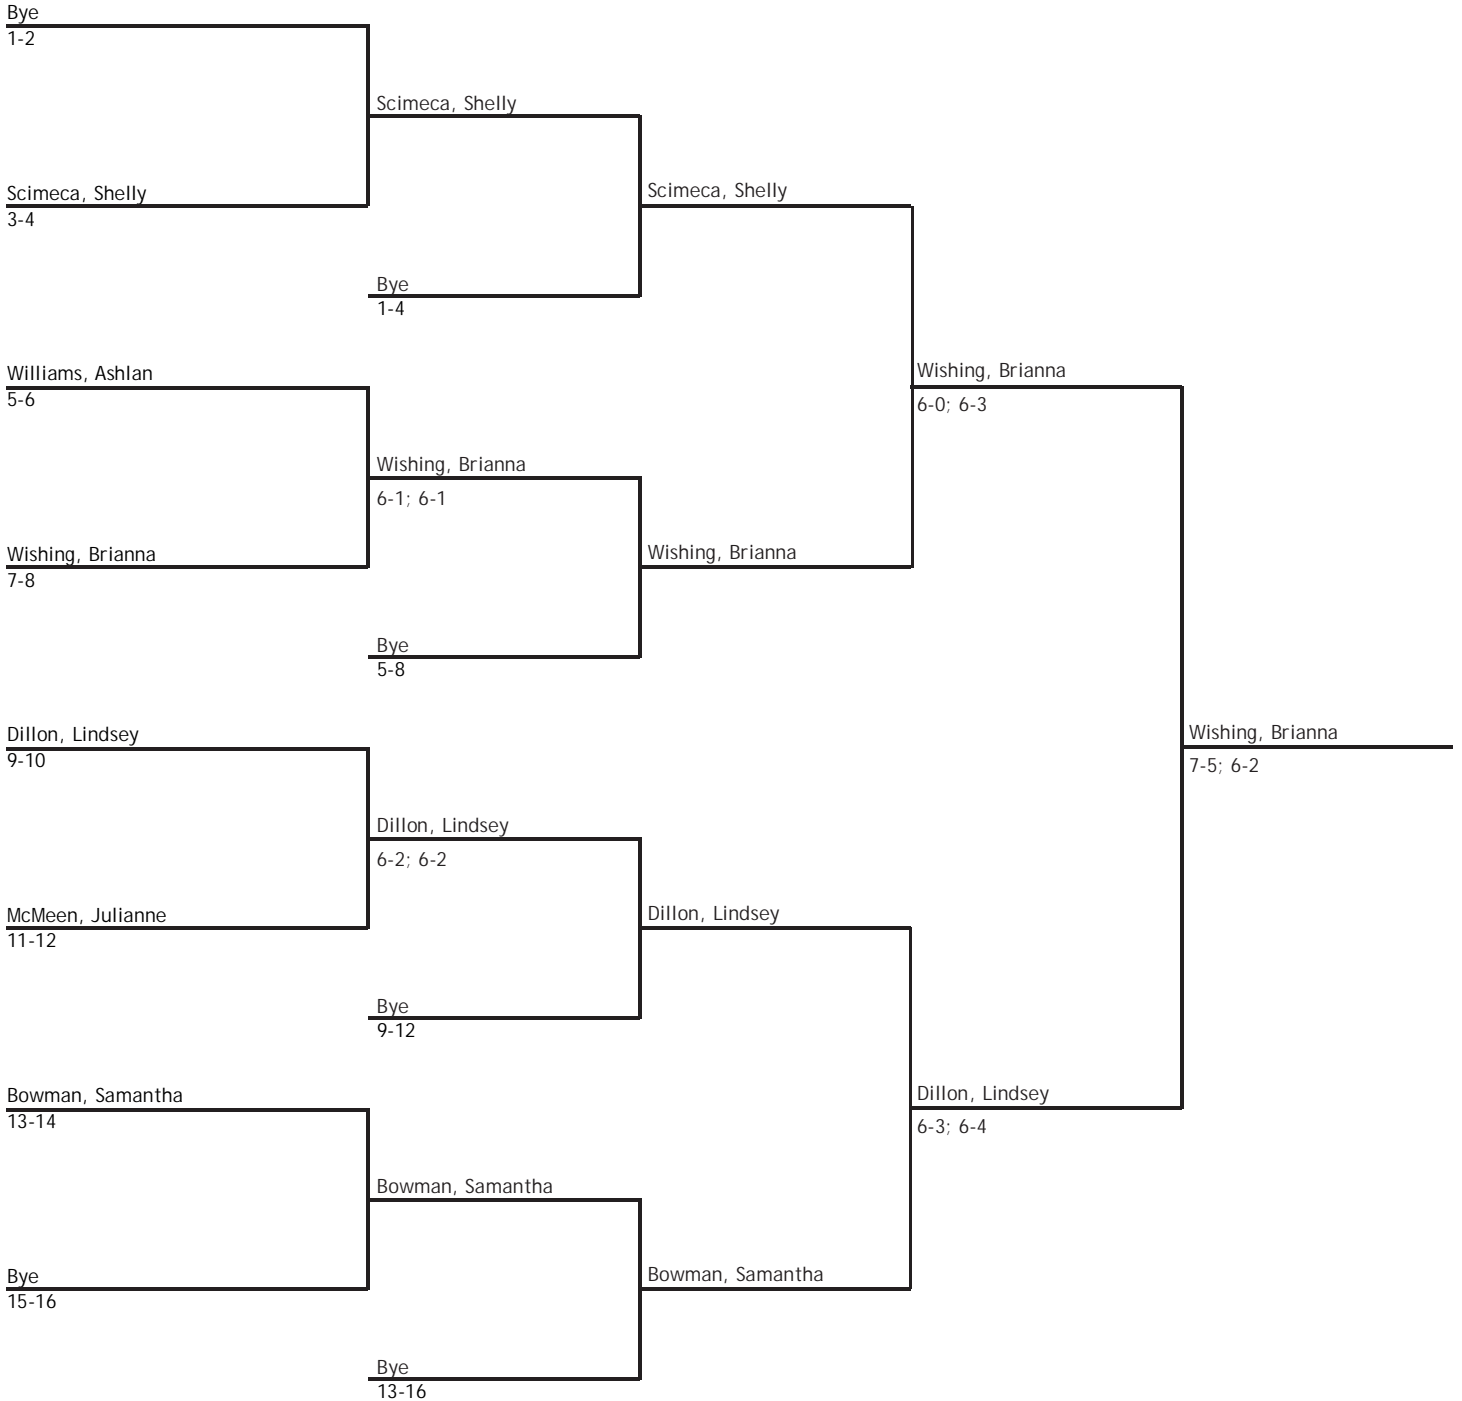 Bye
1-2
Scimeca, Shelly
Scimeca, Shelly
3-4
Scimeca, Shelly
Bye
1-4
Williams, Ashlan
5-6
Wishing, Brianna
6-0; 6-3
Wishing, Brianna
6-1; 6-1
Wishing, Brianna
7-8
Wishing, Brianna
Bye
5-8
Dillon, Lindsey
9-10
Wishing, Brianna
7-5; 6-2
Dillon, Lindsey
6-2; 6-2
McMeen, Julianne
11-12
Dillon, Lindsey
Bye
9-12
Bowman, Samantha
13-14
Dillon, Lindsey
6-3; 6-4
Bowman, Samantha
Bye
15-16
Bowman, Samantha
Bye
13-16